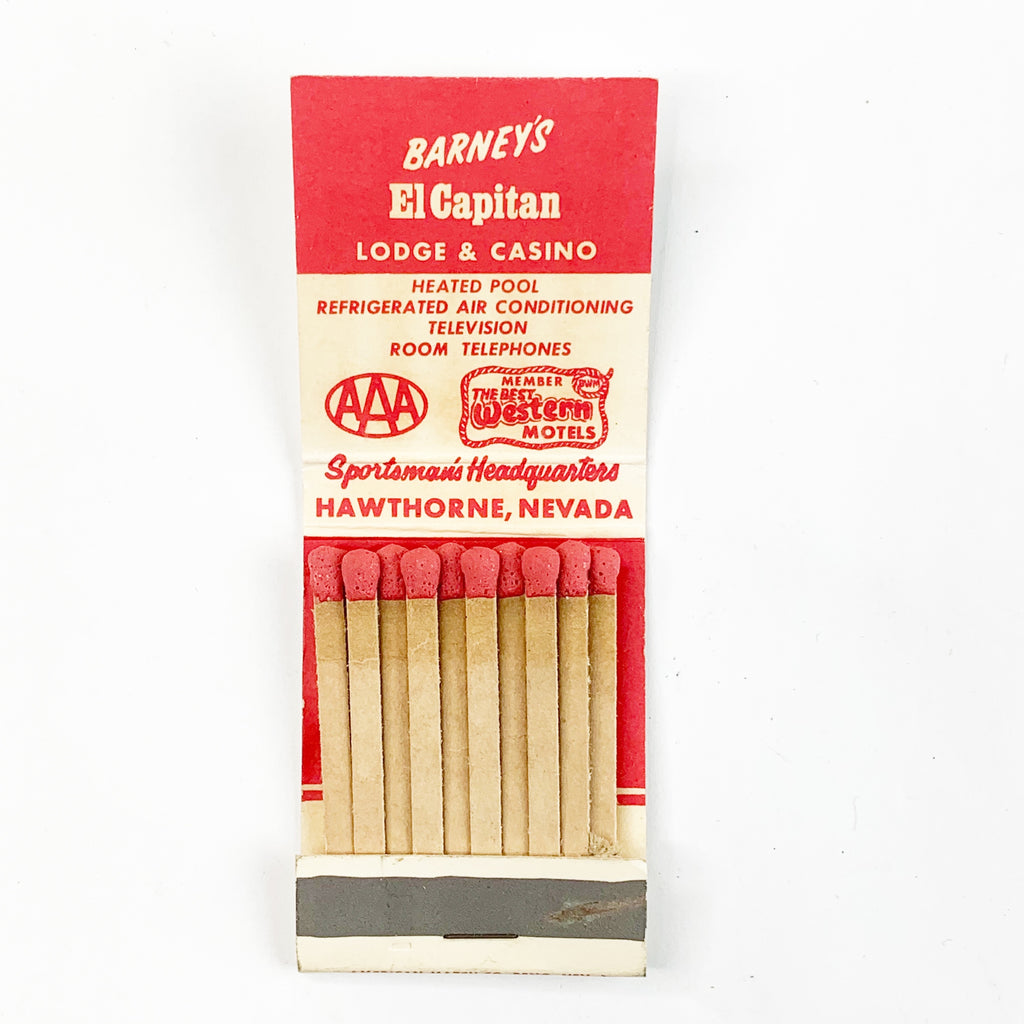 BARNEY'S
El Capitan
LODGE & CASINO
HEATED POOL
REFRIGERATED AIR CONDITIONING
TELEVISION
ROOM TELEPHONES
AAA
MEMBER BWM
THE BEST
Western
MOTELS
Sportsman's Headquarters
HAWTHORNE, NEVADA